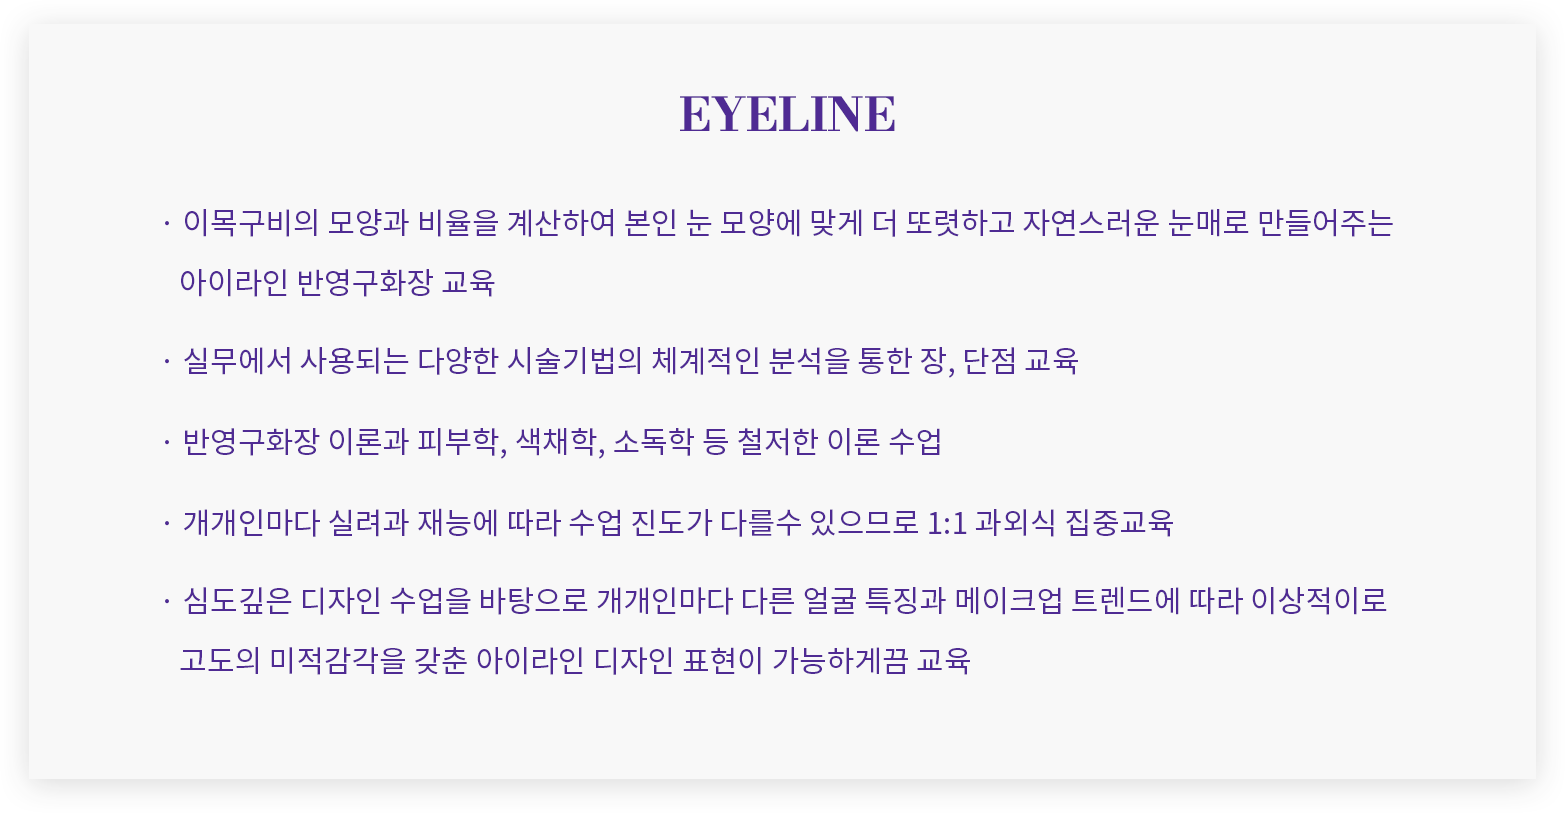 EYELINE
· 이목구비의 모양과 비율을 계산하여 본인 눈 모양에 맞게 더 또렷하고 자연스러운 눈매로 만들어주는
아이라인 반영구화장 교육
· 실무에서 사용되는 다양한 시술기법의 체계적인 분석을 통한 장, 단점 교육
· 반영구화장 이론과 피부학, 색채학, 소독학 등 철저한 이론 수업
· 개개인마다 실려과 재능에 따라 수업 진도가 다를수 있으므로 1:1 과외식 집중교육
· 심도깊은 디자인 수업을 바탕으로 개개인마다 다른 얼굴 특징과 메이크업 트렌드에 따라 이상적이로
고도의 미적감각을 갖춘 아이라인 디자인 표현이 가능하게끔 교육